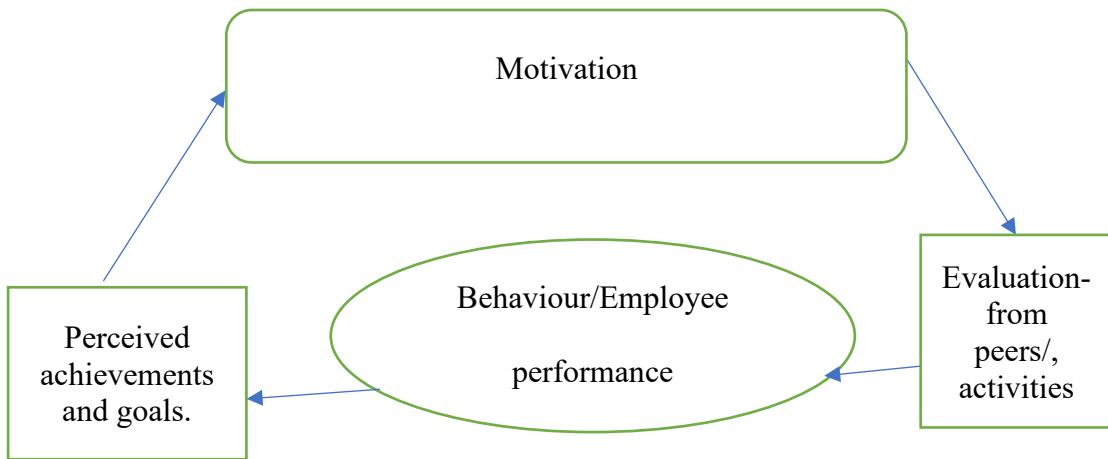 Motivation
Behaviour/Employee
performance
Evaluation-
from
peers/,
activities
Perceived
achievements
and goals.